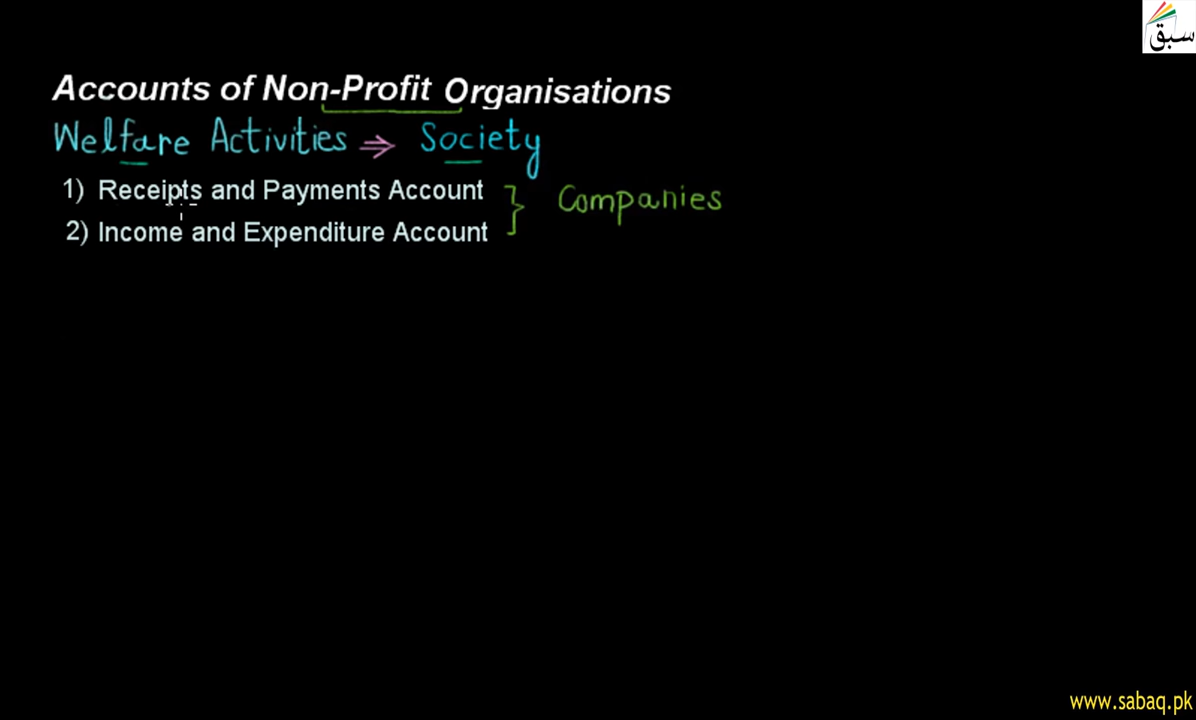 سبق
Accounts of Non-Profit Organisations
Welfare Activities ⇒ Society
1) Receipts and Payments Account
2) Income and Expenditure Account
} Companies
www.sabaq.pk